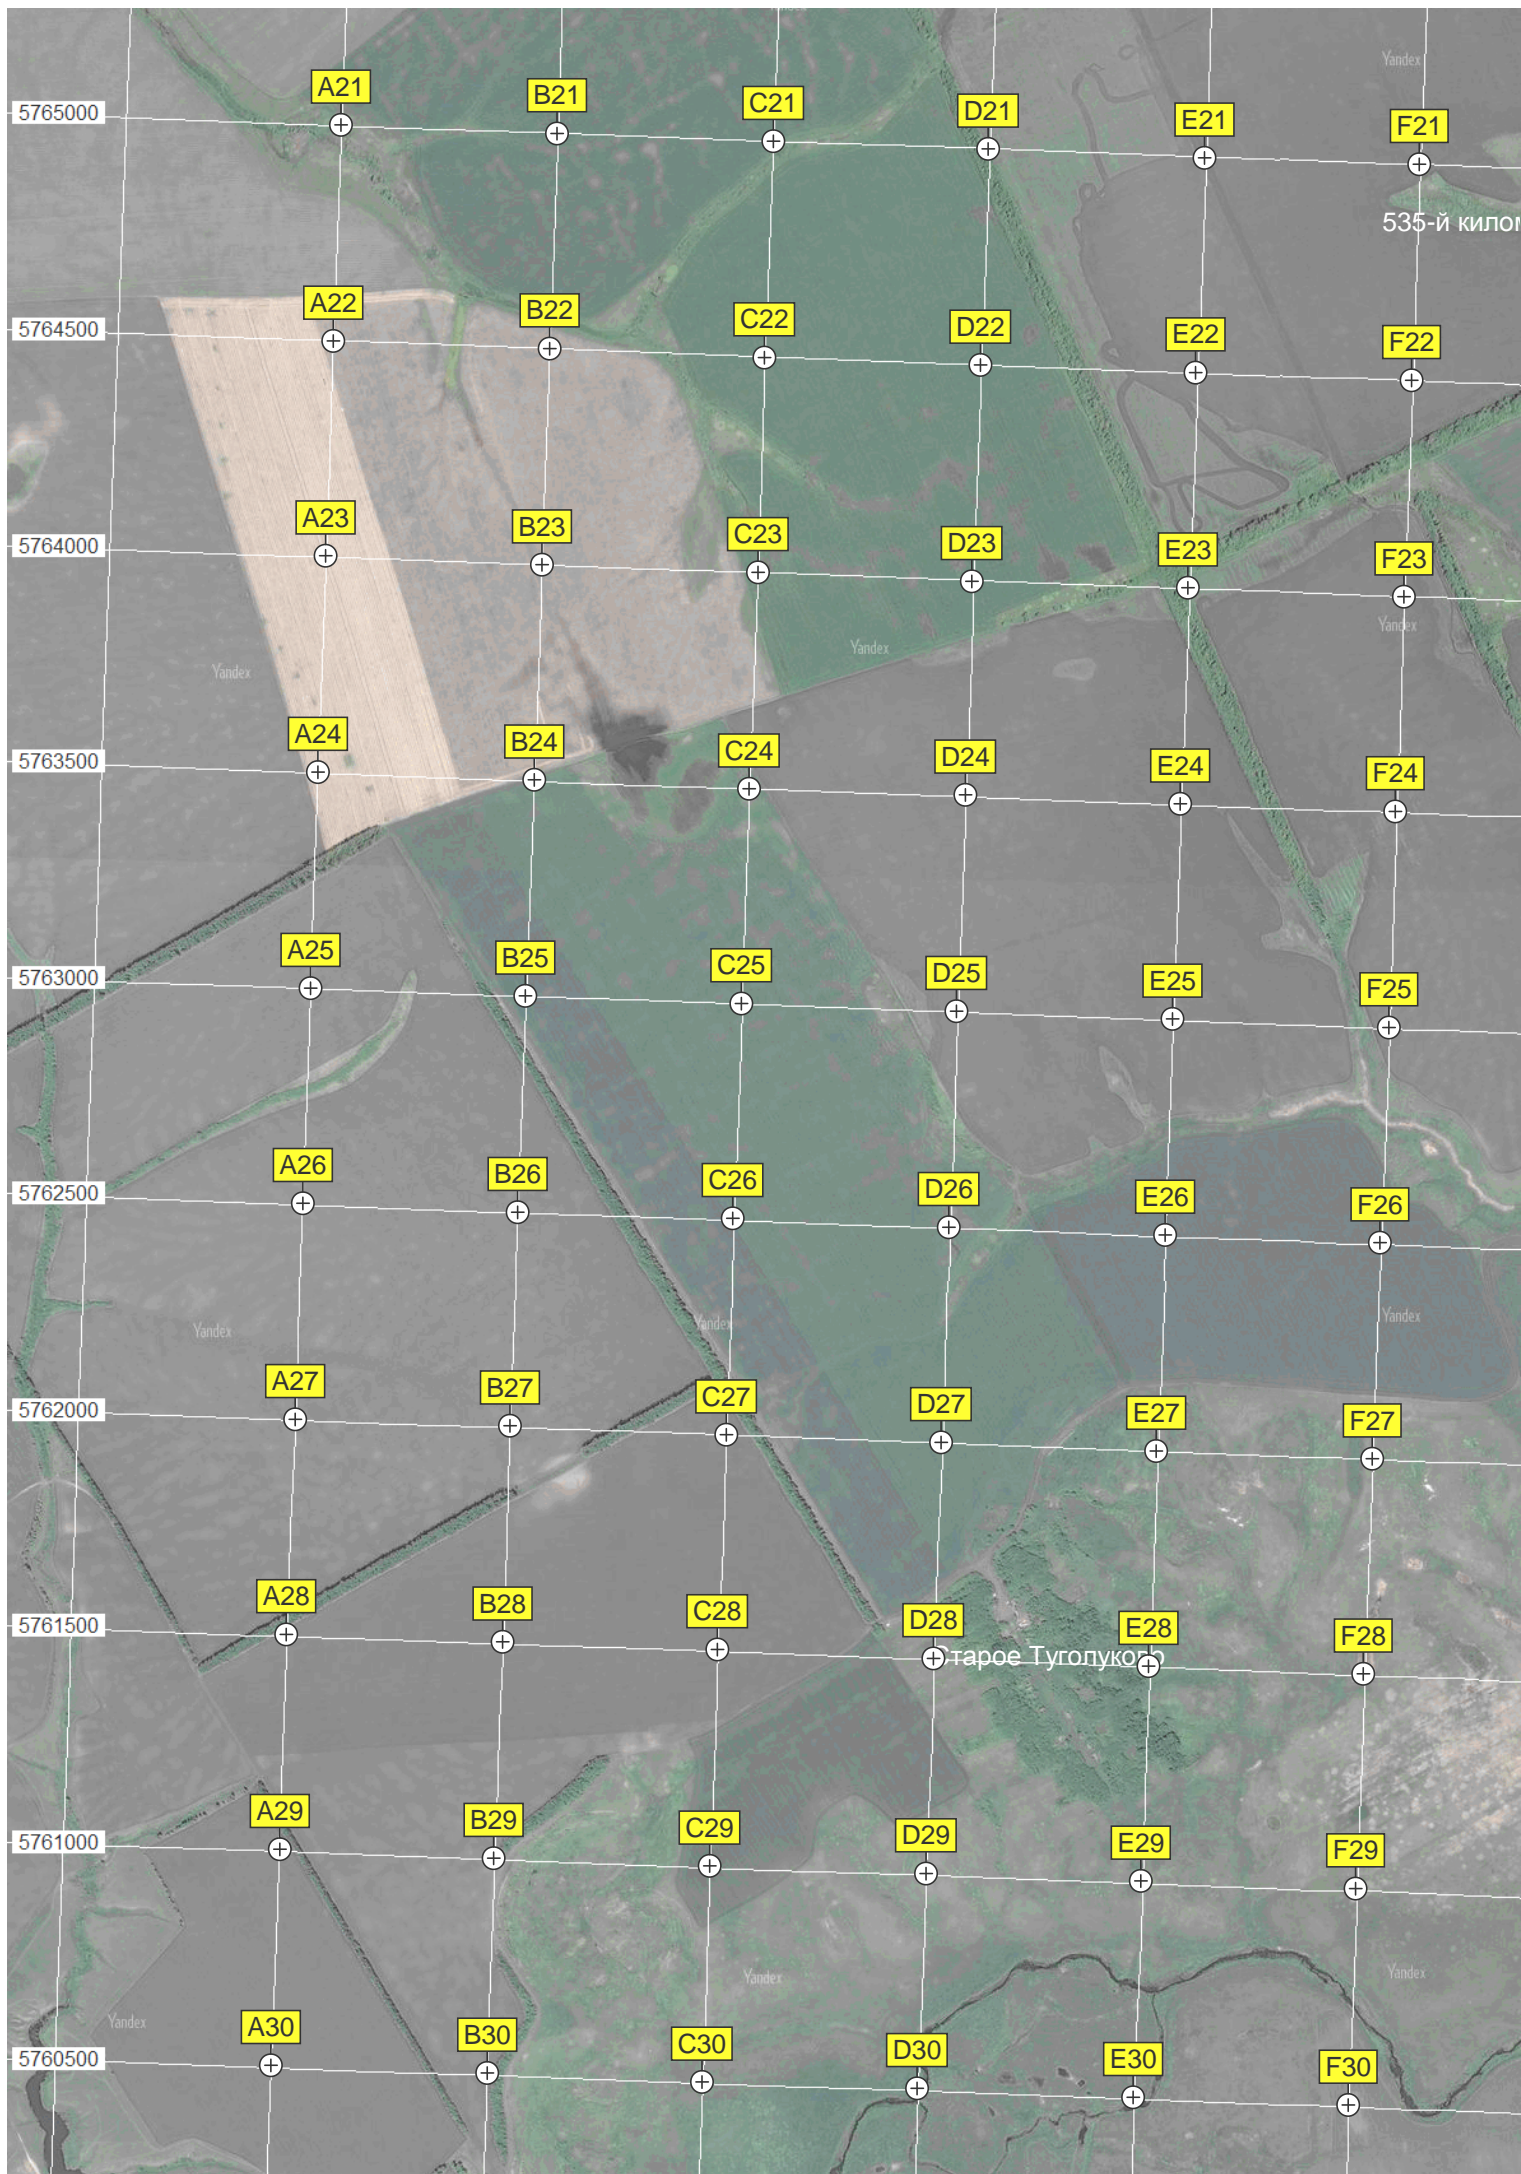 Yandex
Yandex
A21
B21
C21
D21
E21
F21
5765000
A22
B22
C22
D22
E22
F22
5764500
A23
B23
C23
D23
E23
F23
5764000
Yandex
Yandex
Yandex
A24
B24
C24
D24
E24
F24
5763500
A25
B25
C25
D25
E25
F25
5763000
A26
B26
C26
D26
E26
F26
5762500
Yandex
Yandex
Yandex
A27
B27
C27
D27
E27
F27
5762000
A28
B28
C28
D28
E28
F28
5761500
Старое Туголуково
A29
B29
C29
D29
E29
F29
5761000
Yandex
Yandex
Yandex
A30
B30
C30
D30
E30
F30
5760500
535-й